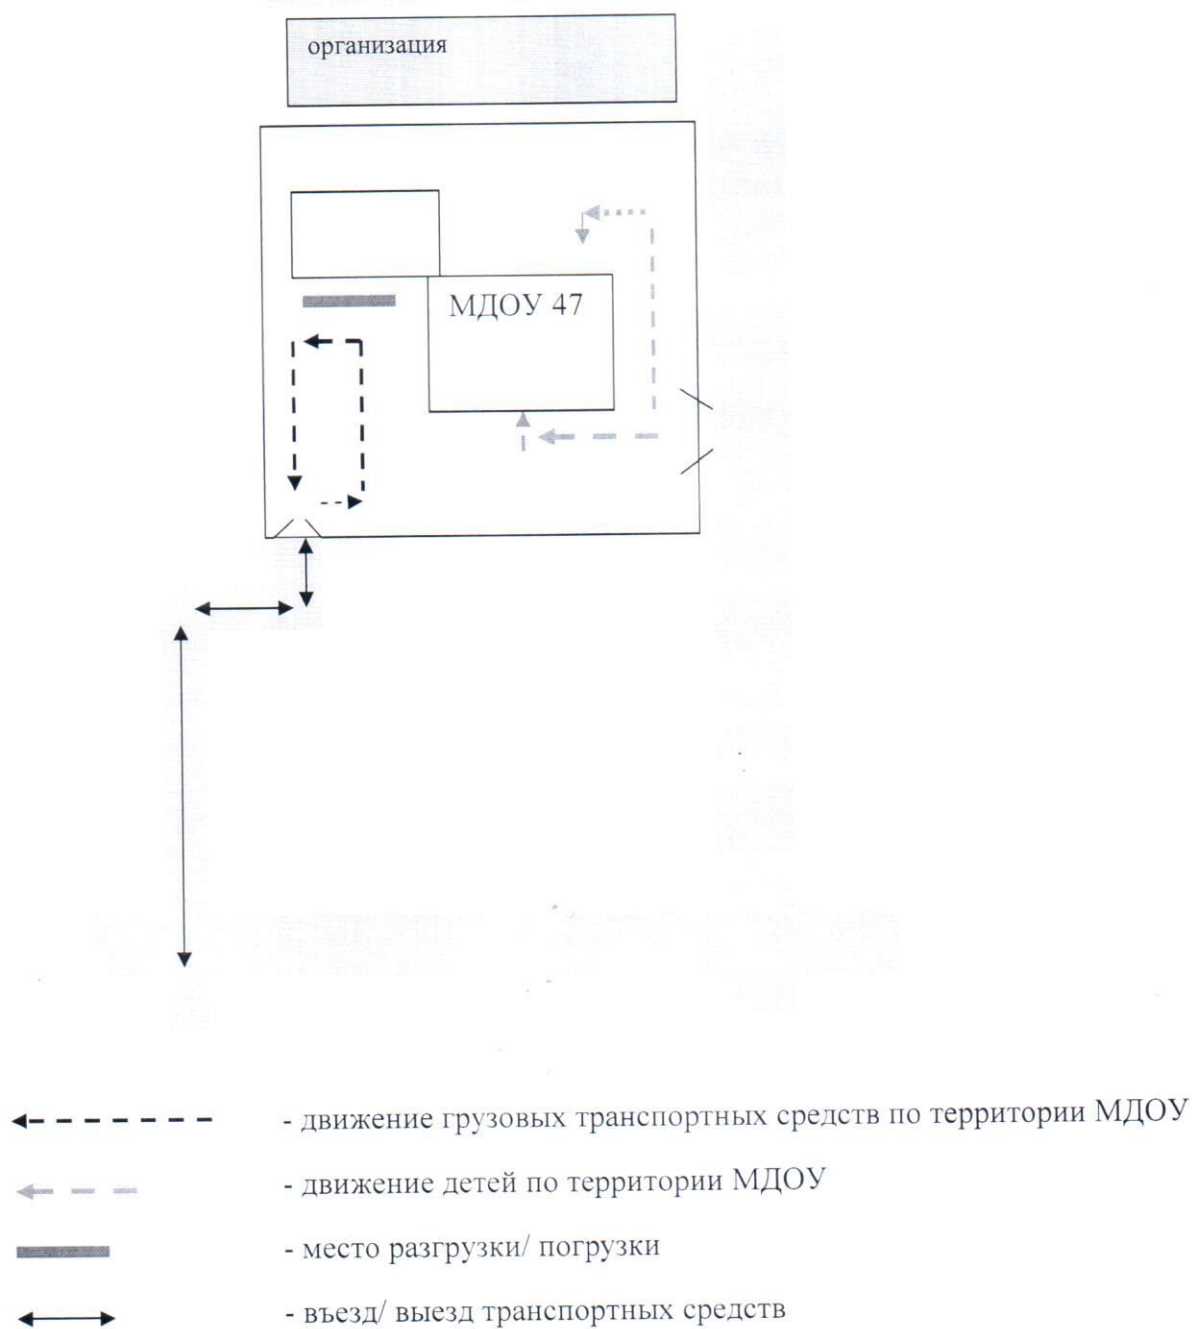 организация
МДОУ 47
- движение грузовых транспортных средств по территории МДОУ
- движение детей по территории МДОУ
- место разгрузки/ погрузки
- въезд/ выезд транспортных средств